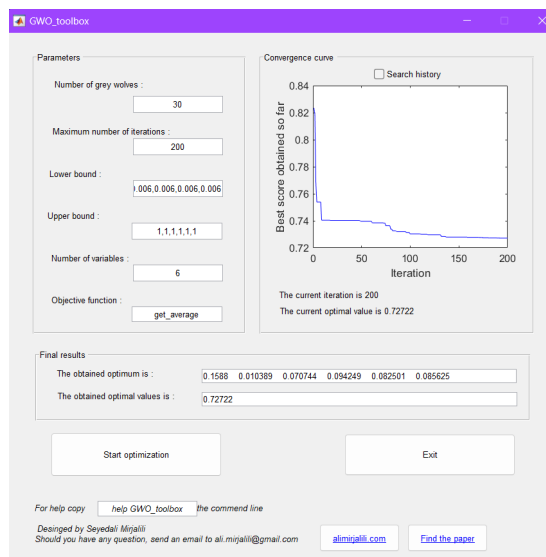 GWO_toolbox
Parameters
Number of grey wolves :
30
Maximum number of iterations :
200
Lower bound :
0.006,0.006,0.006,0.006
Upper bound :
1,1,1,1,1,1
Number of variables :
6
Objective function :
get_average
Convergence curve
Search history
Best score obtained so far
0.84
0.82
0.8
0.78
0.76
0.74
0.72
0 50 100 150 200
Iteration
The current iteration is 200
The current optimal value is 0.72722
Final results
The obtained optimum is :
0.1588 0.010389 0.070744 0.094249 0.082501 0.085625
The obtained optimal values is :
0.72722
Start optimization
Exit
For help copy help GWO_toolbox the commend line
Desinged by Seyedali Mirjalili
Should you have any question, send an email to ali.mirjalili@gmail.com
alimirjalili.com
Find the paper